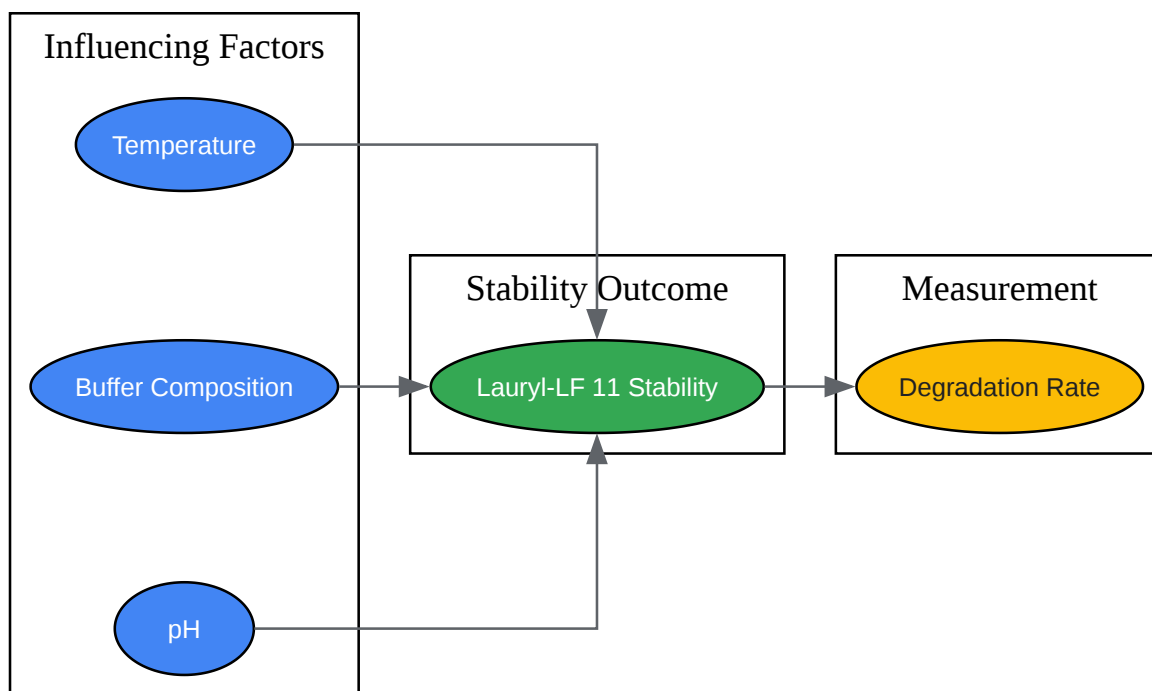 Influencing Factors
Temperature
Buffer Composition
pH
Stability Outcome
Lauryl-LF 11 Stability
Measurement
Degradation Rate